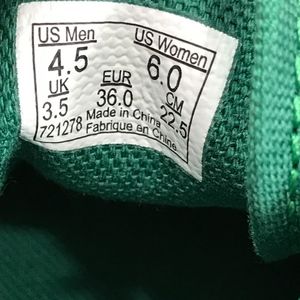 US Men US Women
4.5 6.0
UK EUR CM
3.5 36.0 22.5
721278 Made in China
Fabrique en Chine